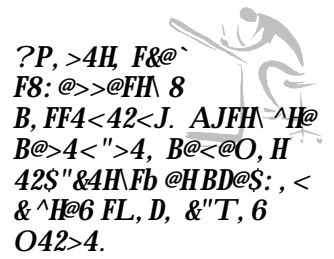 ?P, >4H, F&@`
F8: @>>@FH\ 8
B, FF4<42<J. AJFH\ ^H@
B@>4<">4, B@<@O, H
42$"&4H\Fb @HBD@$: , <
& ^H@6 FL, D, &"T, 6
O42>4.